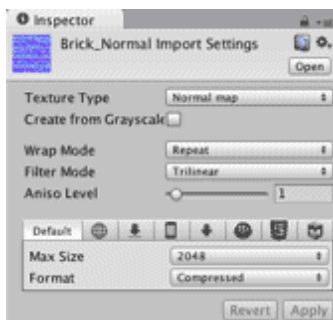 Inspector
Brick_Normal Import Settings
Open
Texture Type Normal map
Create from Grayscale
Wrap Mode Repeat
Filter Mode Trilinear
Aniso Level 1
Default
Max Size 2048
Format Compressed
Revert Apply